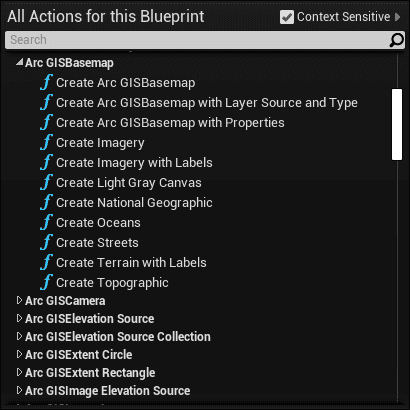 All Actions for this Blueprint
Context Sensitive
Search
Arc GISBasemap
Create Arc GISBasemap
Create Arc GISBasemap with Layer Source and Type
Create Arc GISBasemap with Properties
Create Imagery
Create Imagery with Labels
Create Light Gray Canvas
Create National Geographic
Create Oceans
Create Streets
Create Terrain with Labels
Create Topographic
Arc GISCamera
Arc GISElevation Source
Arc GISElevation Source Collection
Arc GISExtent Circle
Arc GISExtent Rectangle
Arc GISImage Elevation Source